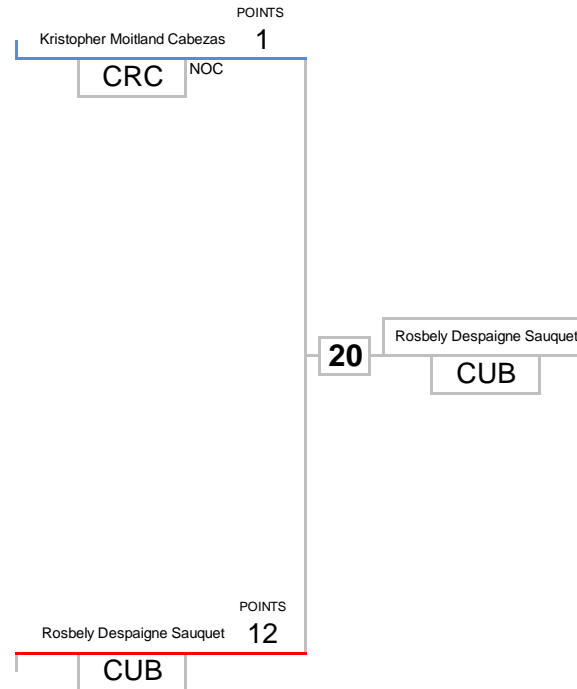 POINTS
Kristopher Moitland Cabezas 1
CRC NOC
20 Rosbely Despaigne Sauquet
CUB
POINTS
Rosbely Despaigne Sauquet 12
CUB